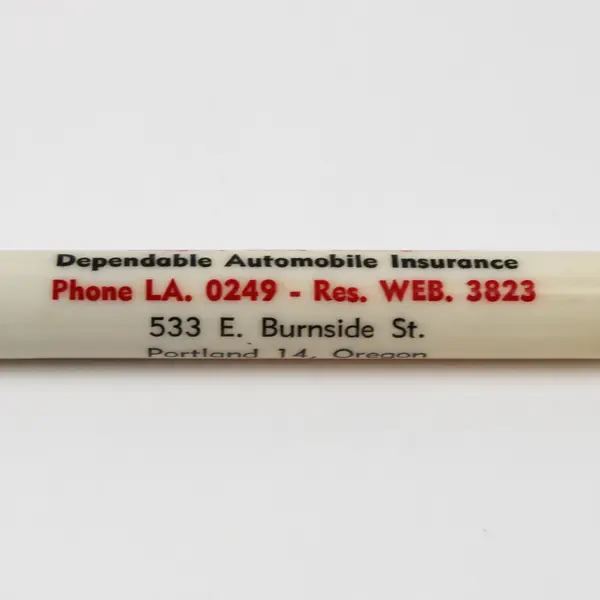 Dependable Automobile Insurance
Phone LA. 0249 - Res. WEB. 3823
533 E. Burnside St.
Portland 14, Oregon